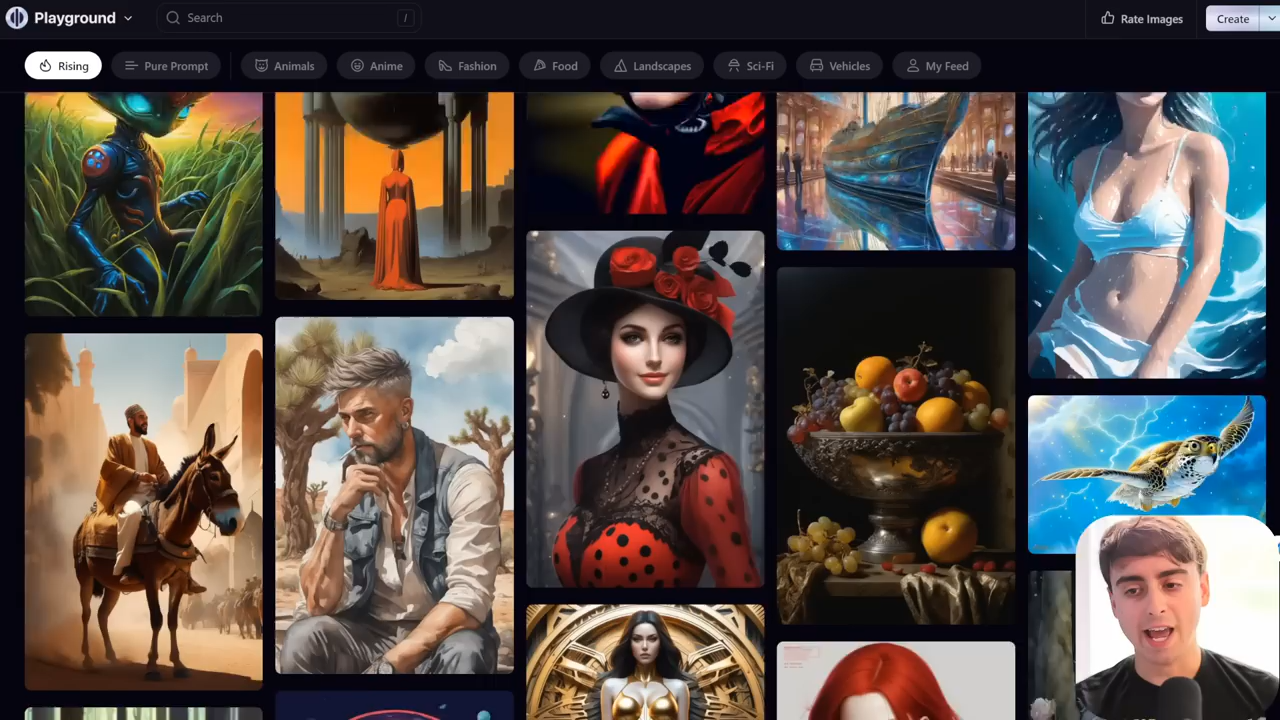 Playground
Search
/
Rate Images
Create
Rising
Pure Prompt
Animals
Anime
Fashion
Food
Landscapes
Sci-Fi
Vehicles
My Feed